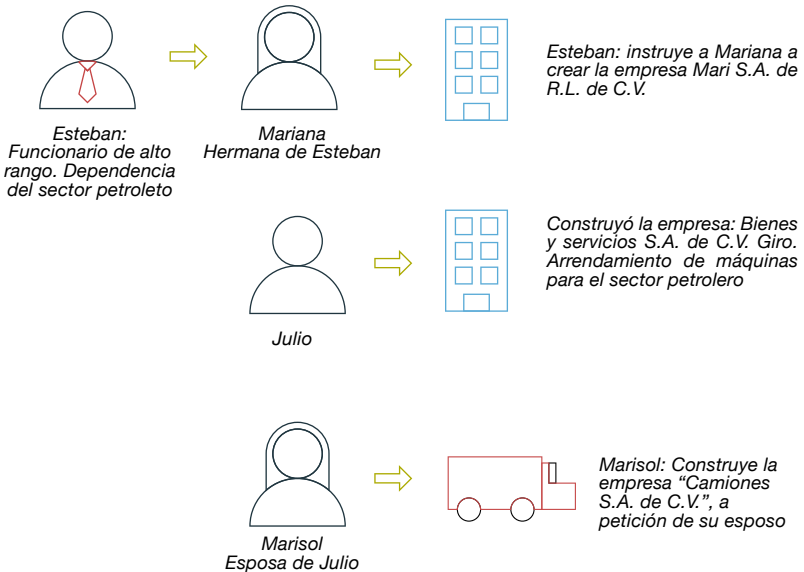 Esteban:
Funcionario de alto
rango. Dependencia
del sector petroleto
Mariana
Hermana de Esteban
Esteban: instruye a Mariana a
crear la empresa Mari S.A. de
R.L. de C.V.
Julio
Construyó la empresa: Bienes
y servicios S.A. de C.V. Giro.
Arrendamiento de máquinas
para el sector petrolero
Marisol
Esposa de Julio
Marisol: Construye la
empresa “Camiones
S.A. de C.V.”, a
petición de su esposo